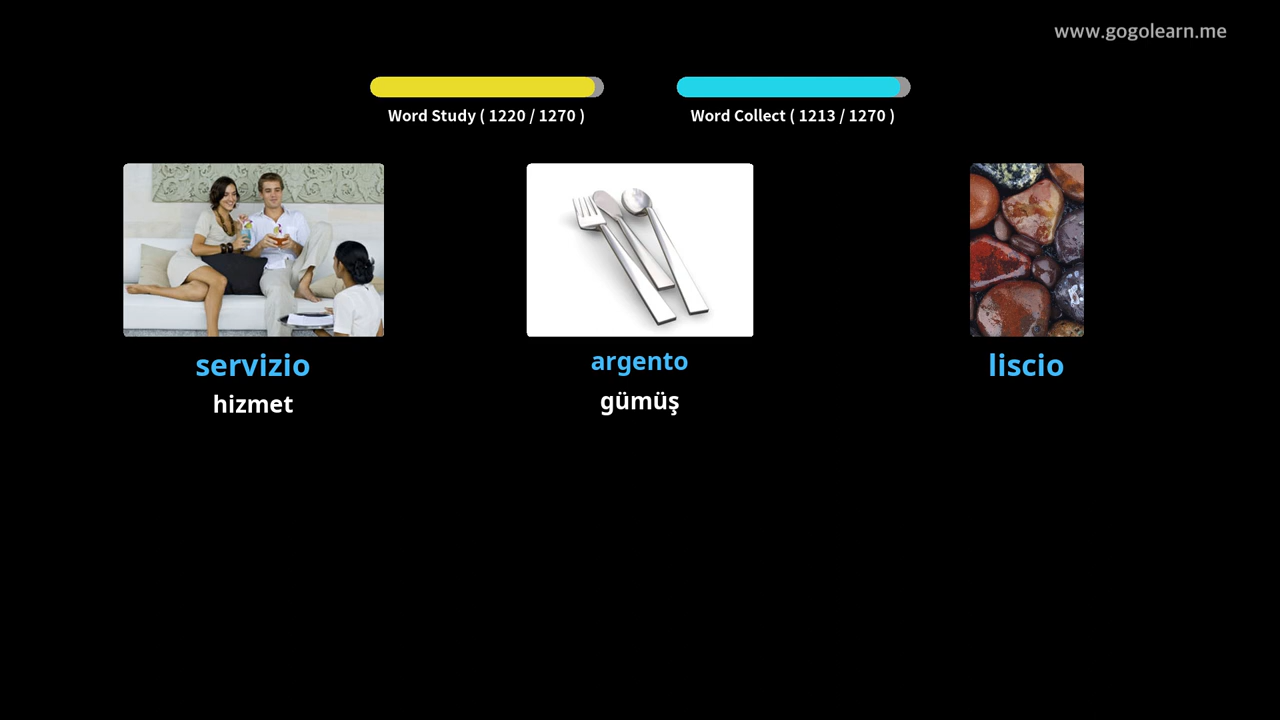 www.gogolearn.me
Word Study ( 1220 / 1270 )
Word Collect ( 1213 / 1270 )
servizio
hizmet
argento
gümüş
liscio